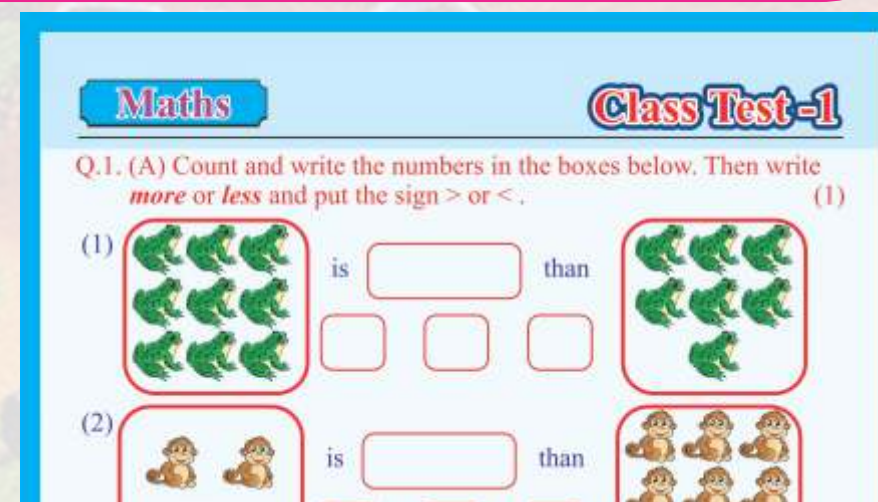 Maths
Class Test -1
Q.1. (A) Count and write the numbers in the boxes below. Then write
more or less and put the sign > or < . (1)
(1)
is than
(2)
is than